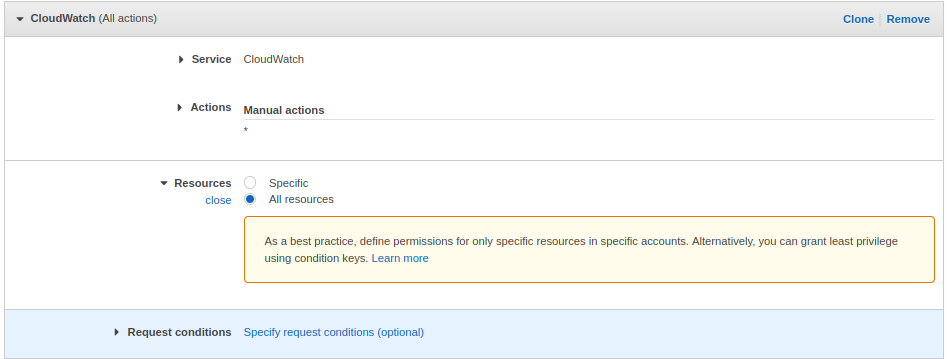 CloudWatch (All actions) Clone | Remove
Service CloudWatch
Actions Manual actions
*
Resources Specific
close All resources
As a best practice, define permissions for only specific resources in specific accounts. Alternatively, you can grant least privilege
using condition keys. Learn more
Request conditions Specify request conditions (optional)